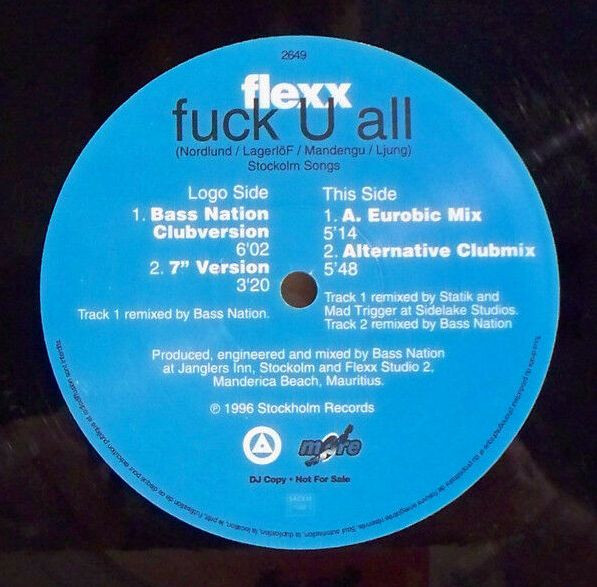 2649
flexx
fuck U all
(Nordlund / LagerlöF / Mandengu / Ljung)
Stockolm Songs
Logo Side
1. Bass Nation
Clubversion
6'02
2. 7” Version
3'20
Track 1 remixed by Bass Nation.
This Side
1. A. Eurobic Mix
5'14
2. Alternative Clubmix
5'48
Track 1 remixed by Statik and
Mad Trigger at Sidelake Studios.
Track 2 remixed by Bass Nation
Produced, engineered and mixed by Bass Nation
at Janglers Inn, Stockolm and Flexx Studio 2,
Manderica Beach, Mauritius.
℗ 1996 Stockholm Records
more
DJ Copy • Not For Sale
SACEM